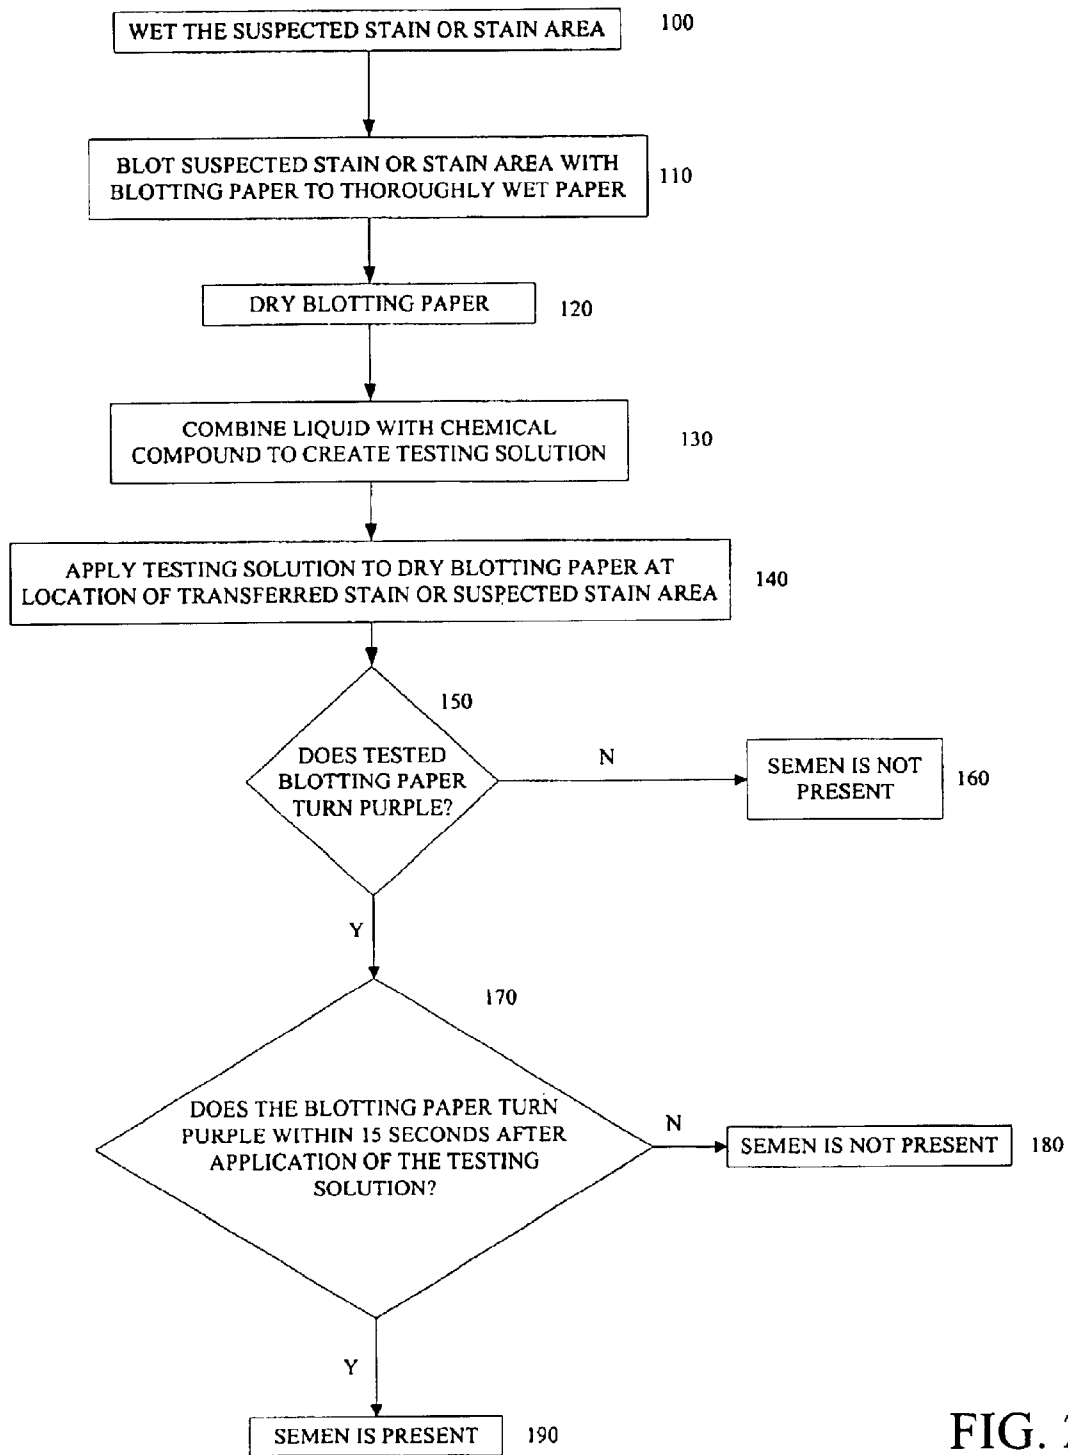 WET THE SUSPECTED STAIN OR STAIN AREA
100
BLOT SUSPECTED STAIN OR STAIN AREA WITH
BLOTTING PAPER TO THOROUGHLY WET PAPER
110
DRY BLOTTING PAPER
120
COMBINE LIQUID WITH CHEMICAL
COMPOUND TO CREATE TESTING SOLUTION
130
APPLY TESTING SOLUTION TO DRY BLOTTING PAPER AT
LOCATION OF TRANSFERRED STAIN OR SUSPECTED STAIN AREA
140
150
DOES TESTED
BLOTTING PAPER
TURN PURPLE?
N
SEMEN IS NOT
PRESENT
160
Y
170
DOES THE BLOTTING PAPER TURN
PURPLE WITHIN 15 SECONDS AFTER
APPLICATION OF THE TESTING
SOLUTION?
N
SEMEN IS NOT PRESENT
180
Y
SEMEN IS PRESENT
190
FIG.